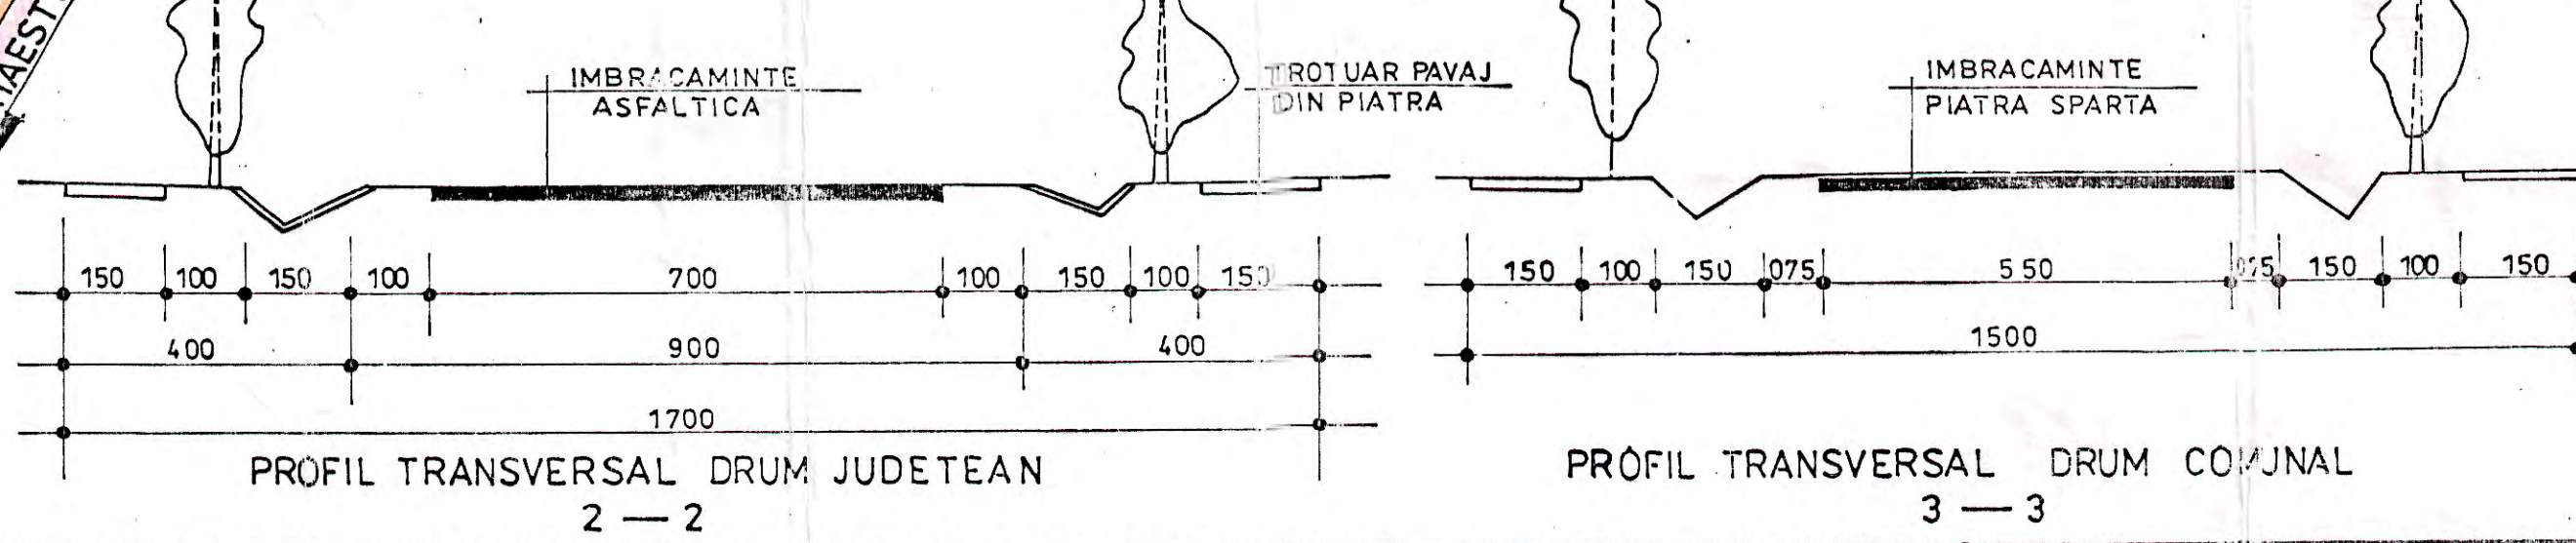 IMBRACAMINTE
ASFALTICA
TROTUAR PAVAJ
DIN PIATRA
150 100 150 100 700 100 150 100 150
400 900 400
1700
PROFIL TRANSVERSAL DRUM JUDETEAN
2 — 2
IMBRACAMINTE
PIATRA SPARTA
150 100 150 075 550 075 150 100 150
1500
PROFIL TRANSVERSAL DRUM COMUNAL
3 — 3